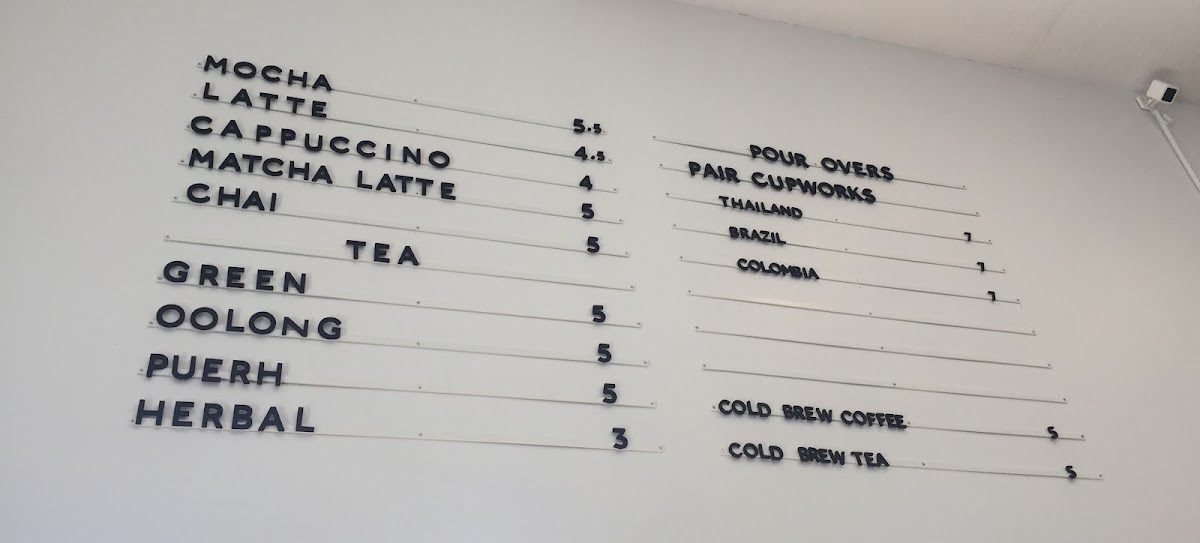 MOCHA 5.5
LATTE 4.5
CAPPUCCINO 4
MATCHA LATTE 5
CHAI 5
TEA
GREEN 5
OOLONG 5
PUERH 5
HERBAL 3
POUR OVERS
PAIR CUPWORKS
THAILAND 7
BRAZIL 7
COLOMBIA 7
COLD BREW COFFEE 5
COLD BREW TEA 5